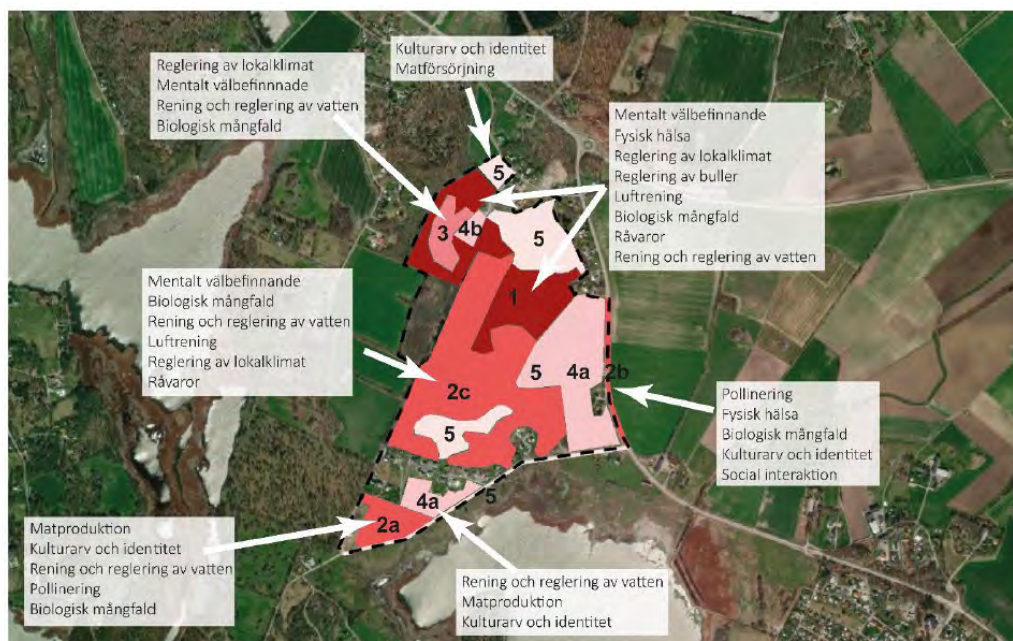 Kulturarv och identitet
Matförsörjning
Reglering av lokalklimat
Mentalt välbefinnnade
Rening och reglering av vatten
Biologisk mångfald
Mentalt välbefinnande
Fysisk hälsa
Reglering av lokalklimat
Reglering av buller
Luftrening
Biologisk mångfald
Råvaror
Rening och reglering av vatten
5
3
4b
5
1
Mentalt välbefinnande
Biologisk mångfald
Rening och reglering av vatten
Luftrening
Reglering av lokalklimat
Råvaror
2c
5
4a
2b
5
Pollinering
Fysisk hälsa
Biologisk mångfald
Kulturarv och identitet
Social interaktion
4a
5
2a
Matproduktion
Kulturarv och identitet
Rening och reglering av vatten
Pollinering
Biologisk mångfald
Rening och reglering av vatten
Matproduktion
Kulturarv och identitet